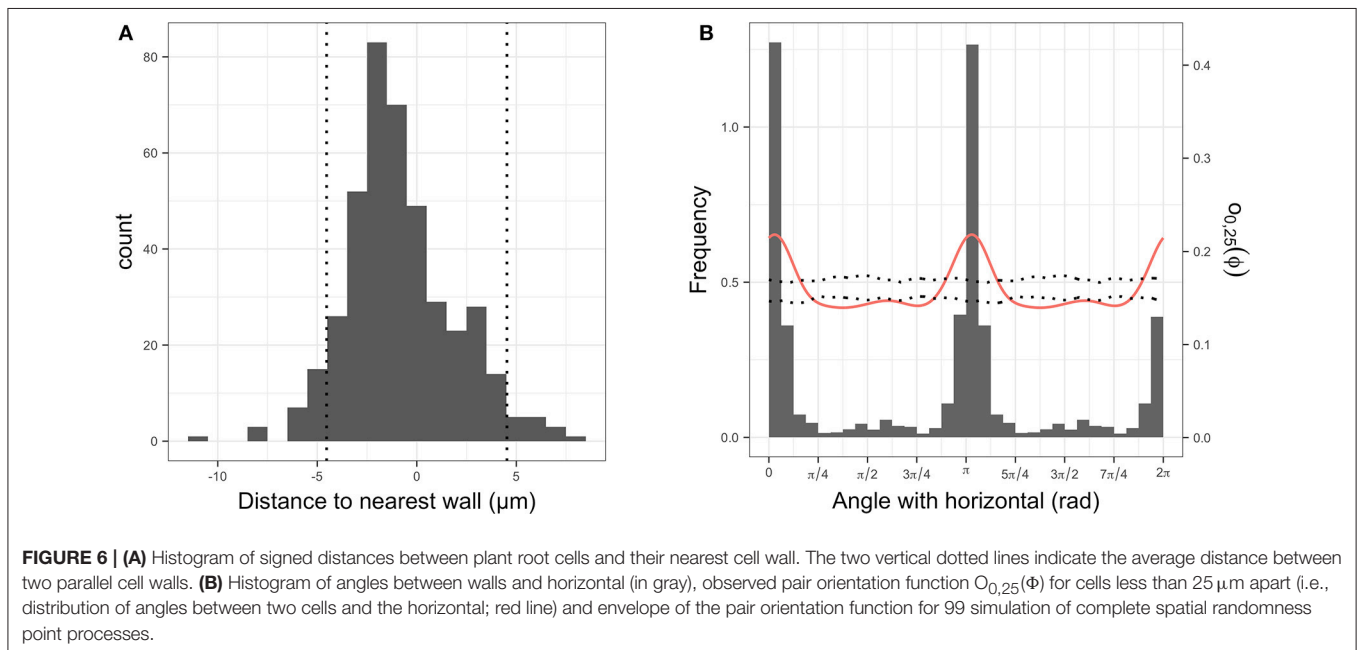 A
80
60
40
20
0
count
-10 -5 0 5
Distance to nearest wall (µm)
B
1.0
0.5
0.0
Frequency
0.4
0.3
0.2
0.1
0.0
O0,25(ϕ)
0 π/4 π/2 3π/4 π 5π/4 3π/2 7π/4 2π
Angle with horizontal (rad)
FIGURE 6 | (A) Histogram of signed distances between plant root cells and their nearest cell wall. The two vertical dotted lines indicate the average distance between
two parallel cell walls. (B) Histogram of angles between walls and horizontal (in gray), observed pair orientation function O0,25(Φ) for cells less than 25 µm apart (i.e.,
distribution of angles between two cells and the horizontal; red line) and envelope of the pair orientation function for 99 simulation of complete spatial randomness
point processes.